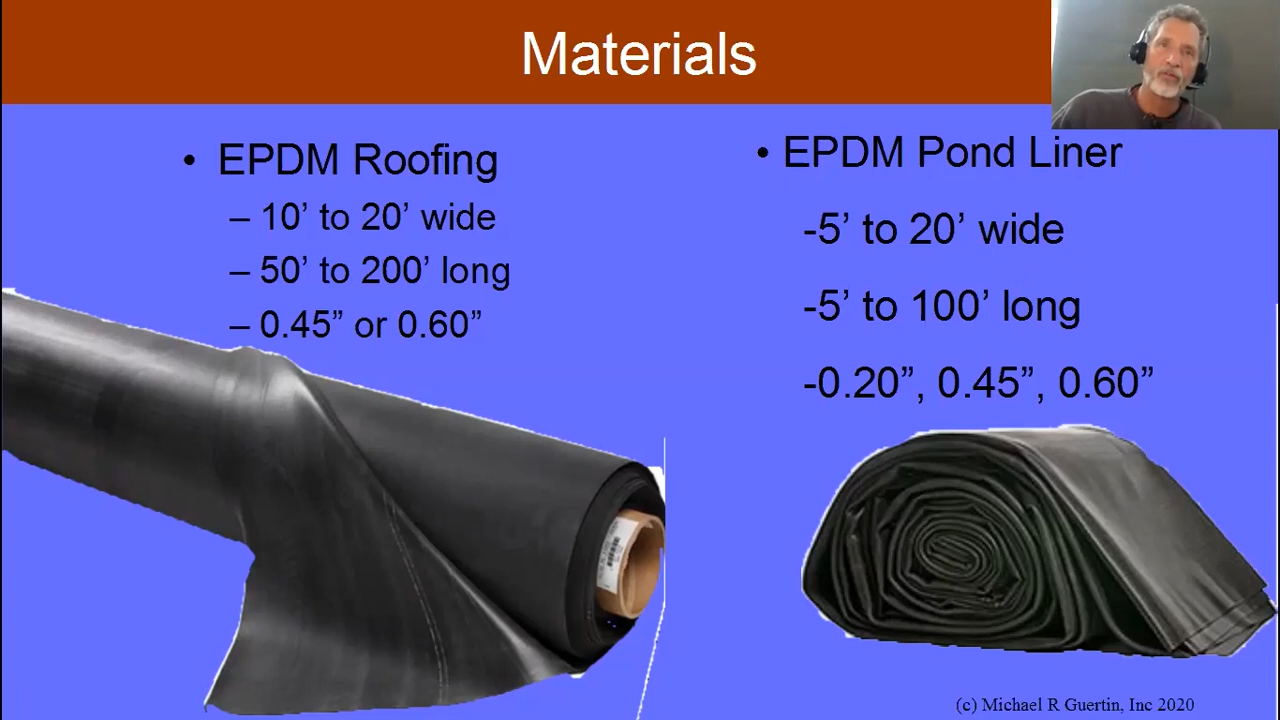 Materials
• EPDM Roofing
– 10’ to 20’ wide
– 50’ to 200’ long
– 0.45” or 0.60”
• EPDM Pond Liner
-5’ to 20’ wide
-5’ to 100’ long
-0.20”, 0.45”, 0.60”
(c) Michael R Guertin, Inc 2020